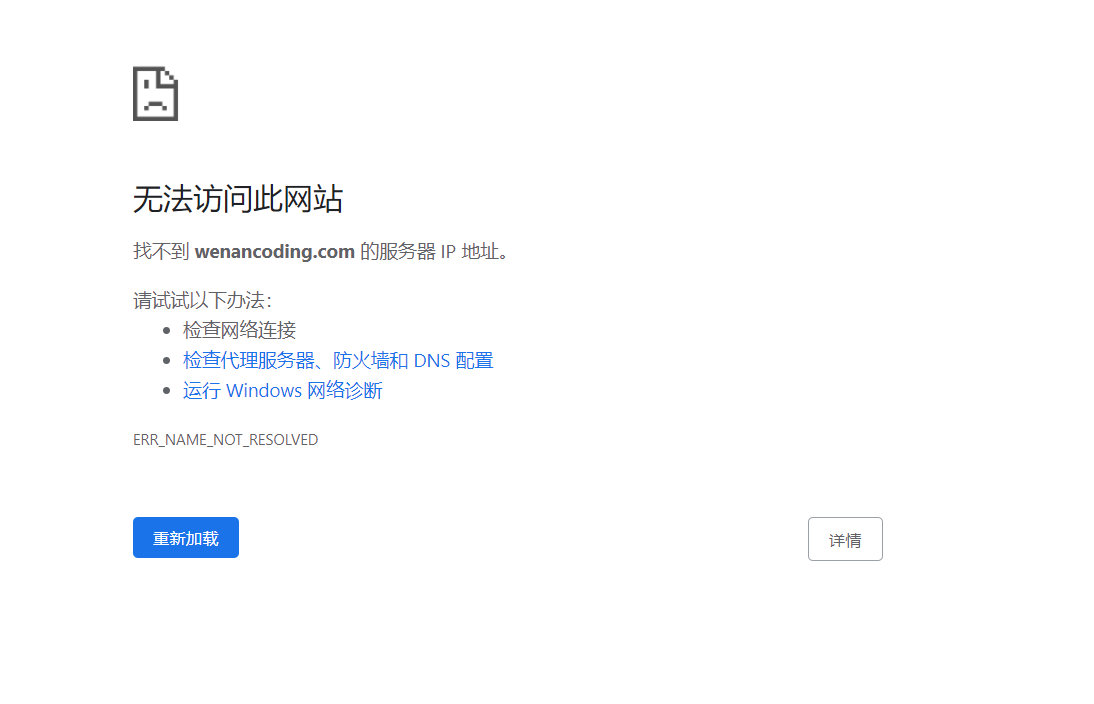 无法访问此网站
找不到 wenancoding.com 的服务器 IP 地址。
请试试以下办法：
检查网络连接
检查代理服务器、防火墙和 DNS 配置
运行 Windows 网络诊断
ERR_NAME_NOT_RESOLVED
重新加载
详情